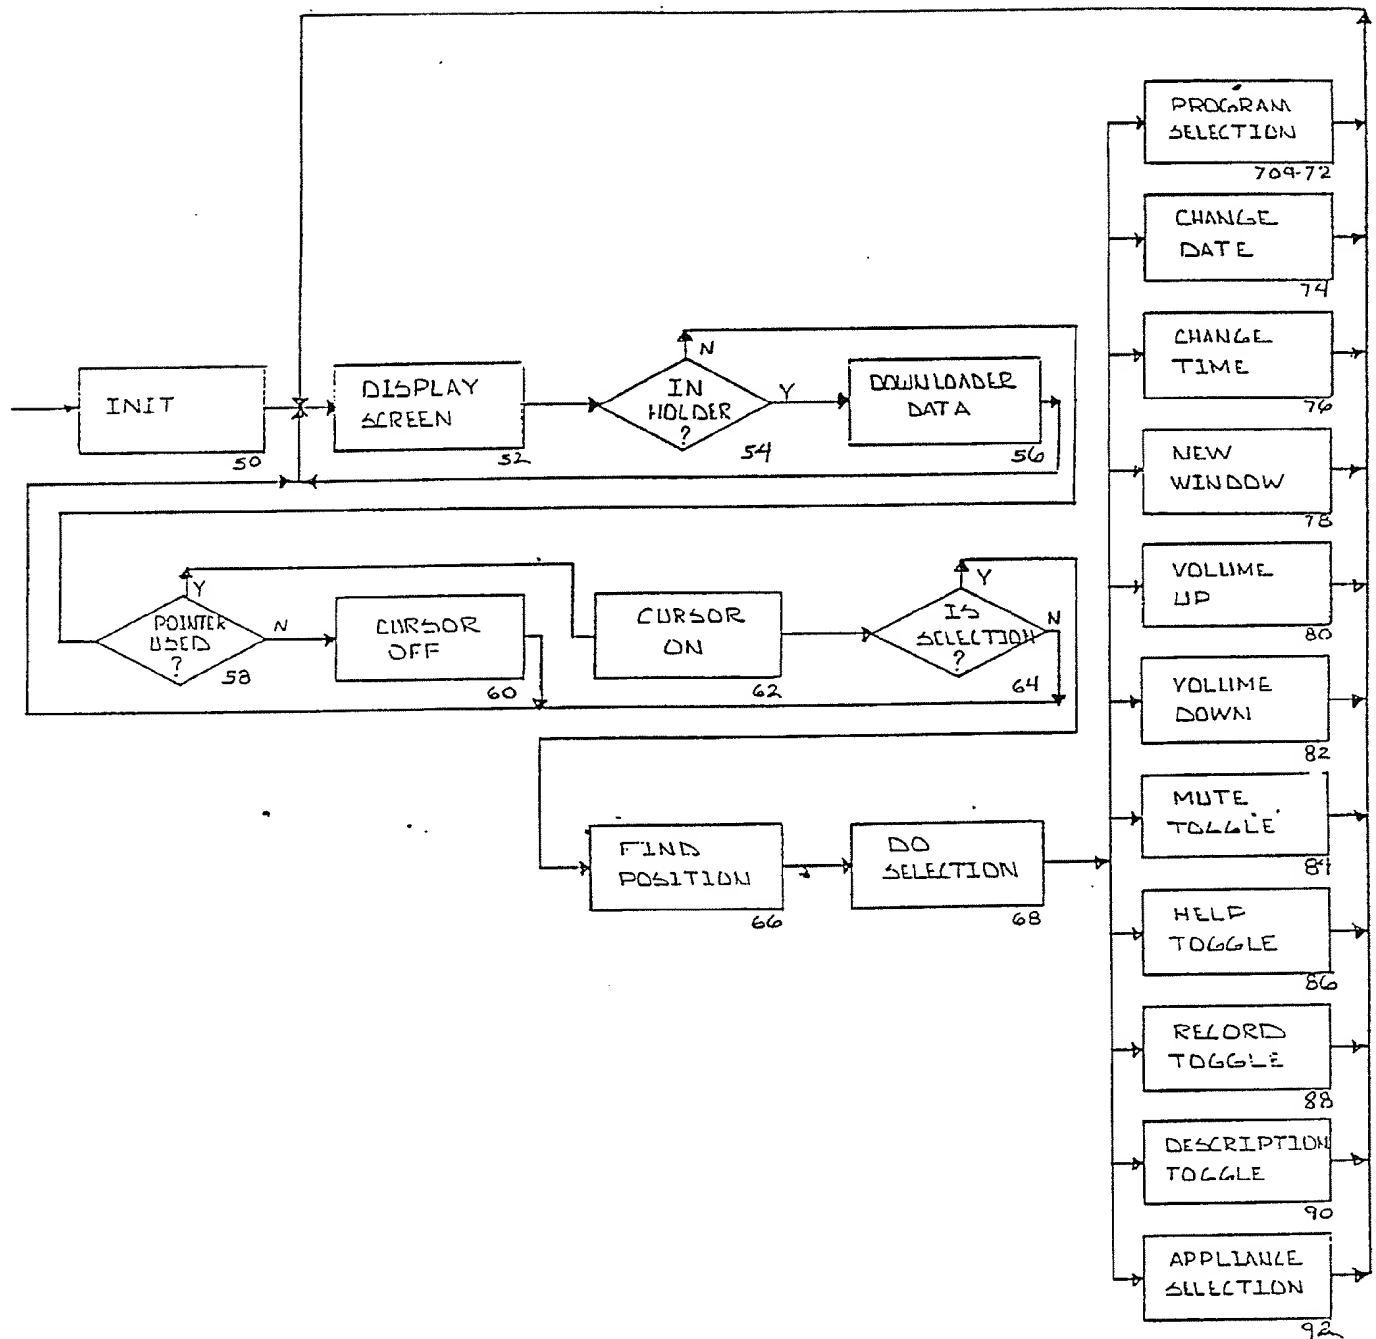 INIT
50
DISPLAY
SCREEN
52
IN
HOLDER
?
54
N
Y
DOWNLOADER
DATA
56
POINTER
USED
?
58
Y
N
CURSOR
OFF
60
CURSOR
ON
62
IS
SELECTION
?
64
Y
N
FIND
POSITION
66
DO
SELECTION
68
PROGRAM
SELECTION
CHANGE
DATE
74
CHANGE
TIME
76
NEW
WINDOW
78
VOLUME
UP
80
VOLUME
DOWN
82
MUTE
TOGGLE
HELP
TOGGLE
86
RECORD
TOGGLE
88
DESCRIPTION
TOGGLE
90
APPLIANCE
SELECTION
92